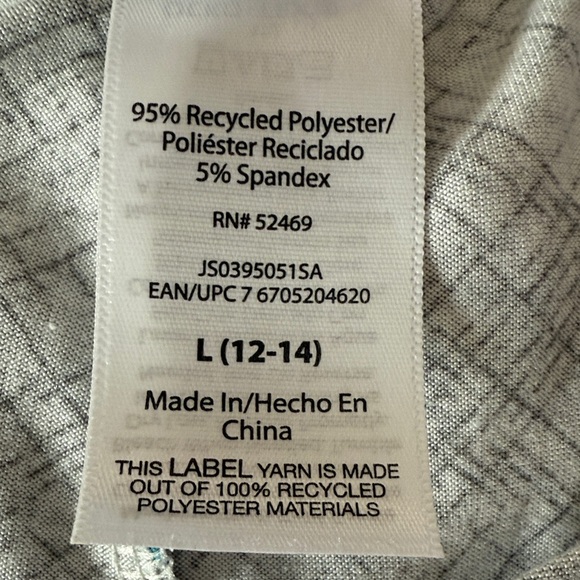 95% Recycled Polyester/
Poliéster Reciclado
5% Spandex
RN# 52469
JS0395051SA
EAN/UPC 7 6705204620
L (12-14)
Made In/Hecho En
China
THIS LABEL YARN IS MADE
OUT OF 100% RECYCLED
POLYESTER MATERIALS